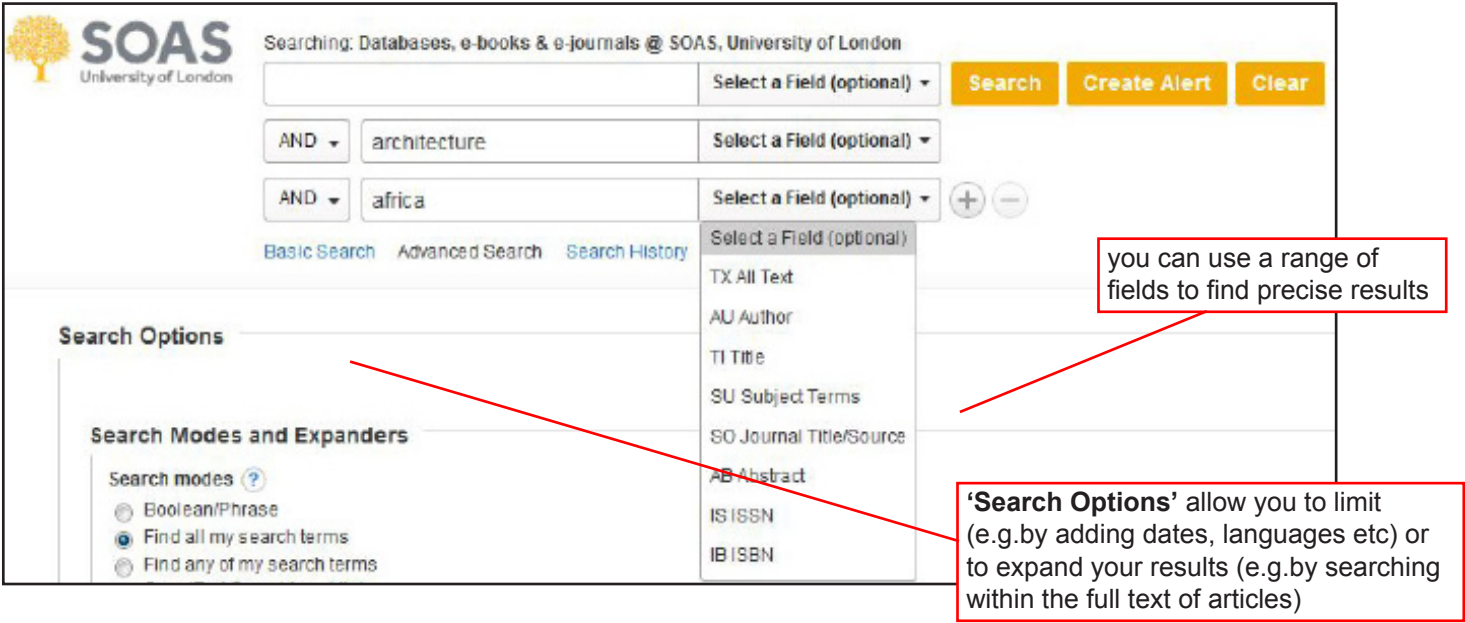 SOAS
University of London
Searching: Databases, e-books & e-journals @ SOAS, University of London
Select a Field (optional) Search Create Alert Clear
AND architecture Select a Field (optional)
AND africa Select a Field (optional)
Basic Search Advanced Search Search History
Select a Field (optional)
TX All Text
AU Author
TI Title
SU Subject Terms
SO Journal Title/Source
AB Abstract
IS ISSN
IB ISBN
you can use a range of
fields to find precise results
Search Options
Search Modes and Expanders
Search modes ?
Boolean/Phrase
Find all my search terms
Find any of my search terms
‘Search Options’ allow you to limit
(e.g.by adding dates, languages etc) or
to expand your results (e.g.by searching
within the full text of articles)